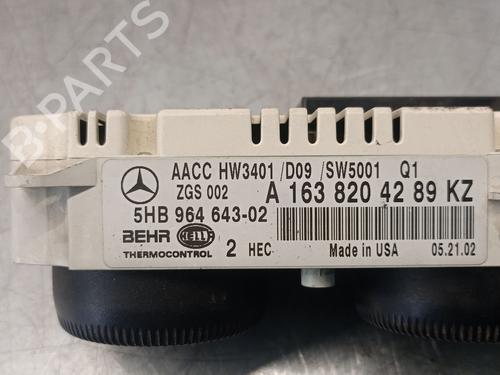 B-PARTS
AACC HW3401 /D09 /SW5001 Q1
ZGS 002 A 163 820 42 89 KZ
5HB 964 643-02
BEHR HELLA
THERMOCONTROL 2 HEC Made in USA 05.21.02